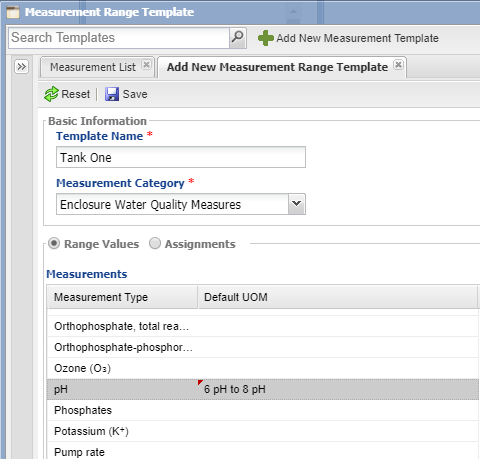 Measurement Range Template
Search Templates
Add New Measurement Template
Measurement List
Add New Measurement Range Template
Reset
Save
Basic Information
Template Name *
Tank One
Measurement Category *
Enclosure Water Quality Measures
Range Values
Assignments
Measurements
Measurement Type Default UOM
Orthophosphate, total rea...
Orthophosphate-phosphor...
Ozone (O₃)
pH 6 pH to 8 pH
Phosphates
Potassium (K⁺)
Pump rate